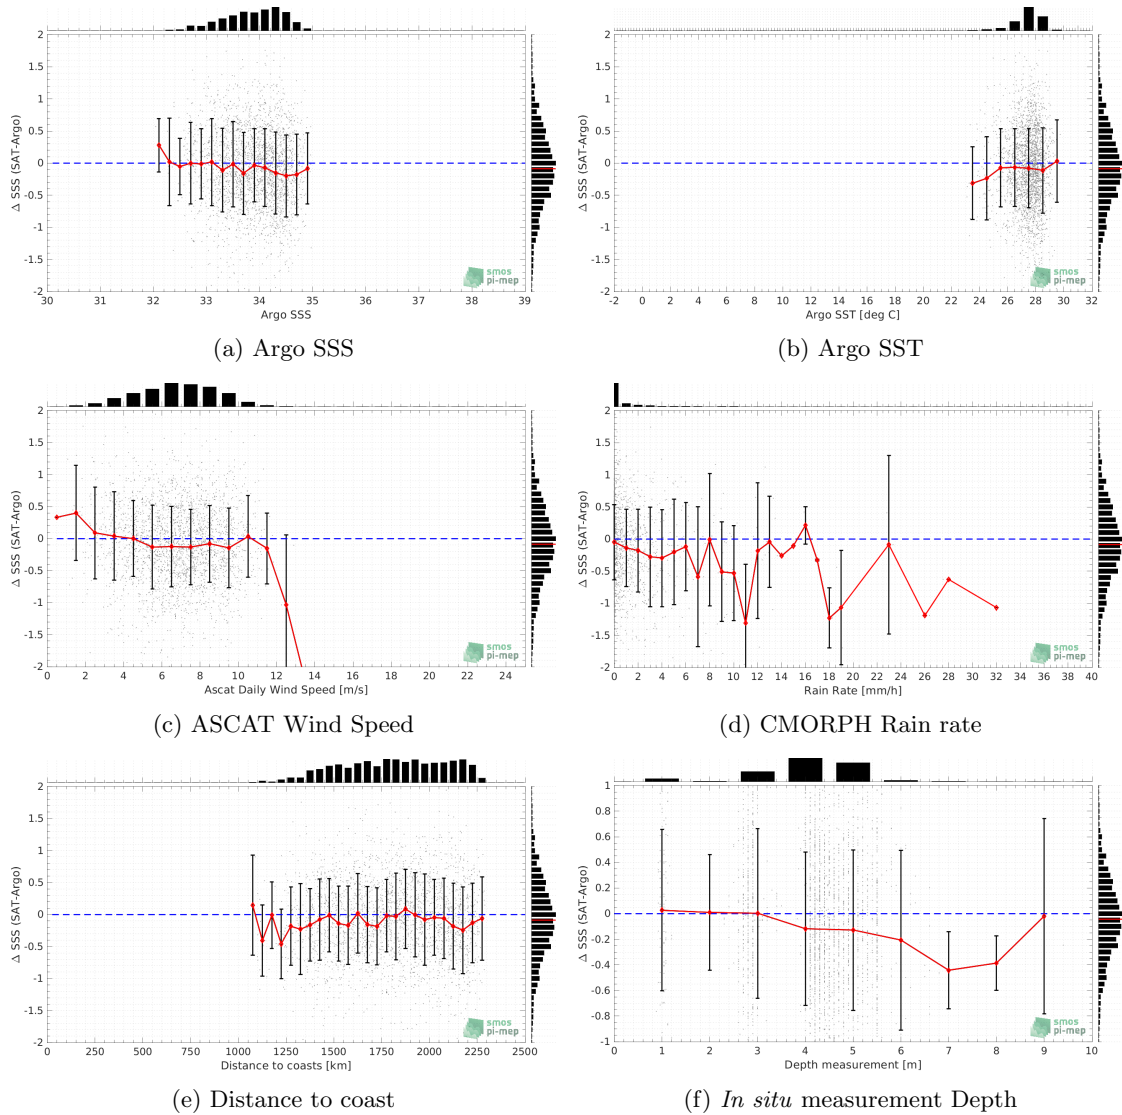 2
1.5
1
0.5
0
-0.5
-1
-1.5
-2
Δ SSS (SAT-Argo)
30 31 32 33 34 35 36 37 38 39
Argo SSS
smos
pi-mep
(a) Argo SSS
2
1.5
1
0.5
0
-0.5
-1
-1.5
-2
Δ SSS (SAT-Argo)
-2 0 2 4 6 8 10 12 14 16 18 20 22 24 26 28 30 32
Argo SST [deg C]
smos
pi-mep
(b) Argo SST
2
1.5
1
0.5
0
-0.5
-1
-1.5
-2
Δ SSS (SAT-Argo)
0 2 4 6 8 10 12 14 16 18 20 22 24
Ascat Daily Wind Speed [m/s]
smos
pi-mep
(c) ASCAT Wind Speed
2
1.5
1
0.5
0
-0.5
-1
-1.5
-2
Δ SSS (SAT-Argo)
0 2 4 6 8 10 12 14 16 18 20 22 24 26 28 30 32 34 36 38 40
Rain Rate [mm/h]
smos
pi-mep
(d) CMORPH Rain rate
2
1.5
1
0.5
0
-0.5
-1
-1.5
-2
Δ SSS (SAT-Argo)
0 250 500 750 1000 1250 1500 1750 2000 2250 2500
Distance to coasts [km]
smos
pi-mep
(e) Distance to coast
1
0.8
0.6
0.4
0.2
0
-0.2
-0.4
-0.6
-0.8
-1
Δ SSS (SAT-Argo)
0 1 2 3 4 5 6 7 8 9 10
Depth measurement [m]
smos
pi-mep
(f) In situ measurement Depth